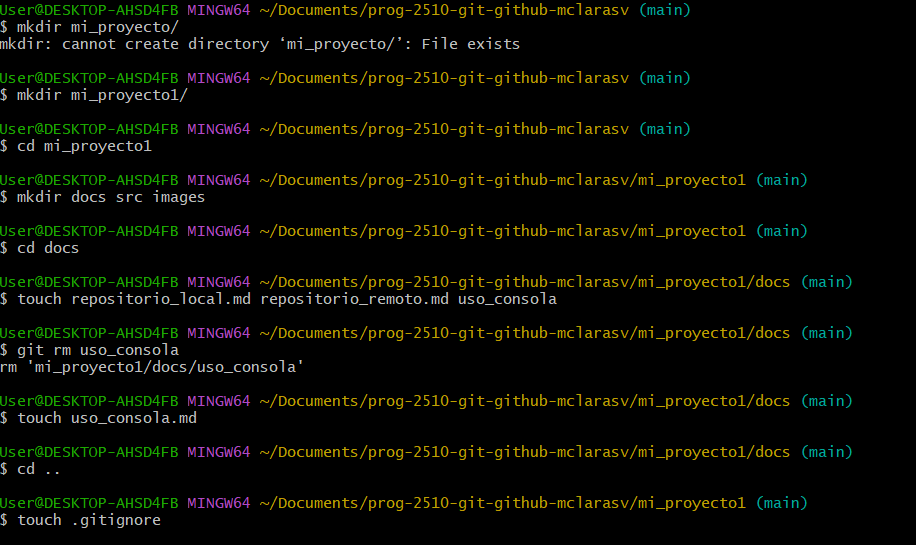 User@DESKTOP-AHSD4FB MINGW64 ~/Documents/prog-2510-git-github-mclarasv (main)
$ mkdir mi_proyecto/
mkdir: cannot create directory ‘mi_proyecto/’: File exists
User@DESKTOP-AHSD4FB MINGW64 ~/Documents/prog-2510-git-github-mclarasv (main)
$ mkdir mi_proyecto1/
User@DESKTOP-AHSD4FB MINGW64 ~/Documents/prog-2510-git-github-mclarasv (main)
$ cd mi_proyecto1
User@DESKTOP-AHSD4FB MINGW64 ~/Documents/prog-2510-git-github-mclarasv/mi_proyecto1 (main)
$ mkdir docs src images
User@DESKTOP-AHSD4FB MINGW64 ~/Documents/prog-2510-git-github-mclarasv/mi_proyecto1 (main)
$ cd docs
User@DESKTOP-AHSD4FB MINGW64 ~/Documents/prog-2510-git-github-mclarasv/mi_proyecto1/docs (main)
$ touch repositorio_local.md repositorio_remoto.md uso_consola
User@DESKTOP-AHSD4FB MINGW64 ~/Documents/prog-2510-git-github-mclarasv/mi_proyecto1/docs (main)
$ git rm uso_consola
rm 'mi_proyecto1/docs/uso_consola'
User@DESKTOP-AHSD4FB MINGW64 ~/Documents/prog-2510-git-github-mclarasv/mi_proyecto1/docs (main)
$ touch uso_consola.md
User@DESKTOP-AHSD4FB MINGW64 ~/Documents/prog-2510-git-github-mclarasv/mi_proyecto1/docs (main)
$ cd ..
User@DESKTOP-AHSD4FB MINGW64 ~/Documents/prog-2510-git-github-mclarasv/mi_proyecto1 (main)
$ touch .gitignore